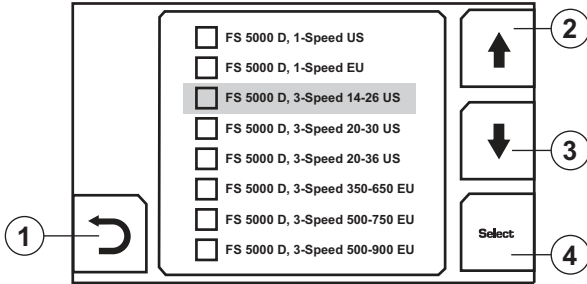 FS 5000 D, 1-Speed US
FS 5000 D, 1-Speed EU
FS 5000 D, 3-Speed 14-26 US
FS 5000 D, 3-Speed 20-30 US
FS 5000 D, 3-Speed 20-36 US
FS 5000 D, 3-Speed 350-650 EU
FS 5000 D, 3-Speed 500-750 EU
FS 5000 D, 3-Speed 500-900 EU
Select
1
2
3
4